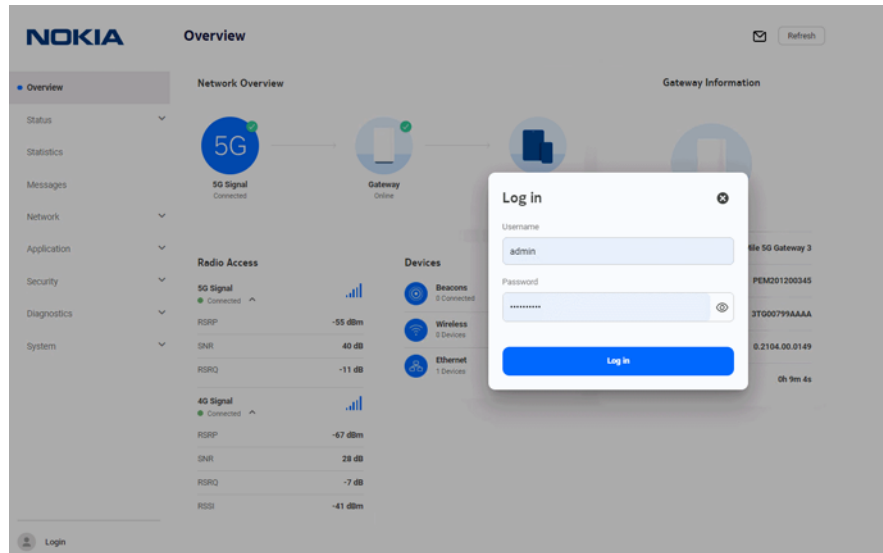 NOKIA
Overview
Refresh
Overview
Status
Statistics
Messages
Network
Application
Security
Diagnostics
System
Login
Network Overview
5G
5G Signal
Connected
Gateway
Online
Radio Access
5G Signal
Connected
RSRP -55 dBm
SNR 40 dB
RSRQ -11 dB
4G Signal
Connected
RSRP -67 dBm
SNR 28 dB
RSRQ -7 dB
RSSI -41 dBm
Devices
Beacons
0 Connected
Wireless
0 Devices
Ethernet
1 Devices
Gateway Information
5G Gateway 3
PEM201200345
3TG00799AAAA
0.2104.00.0149
0h 9m 4s
Log in
Username
admin
Password
Log in